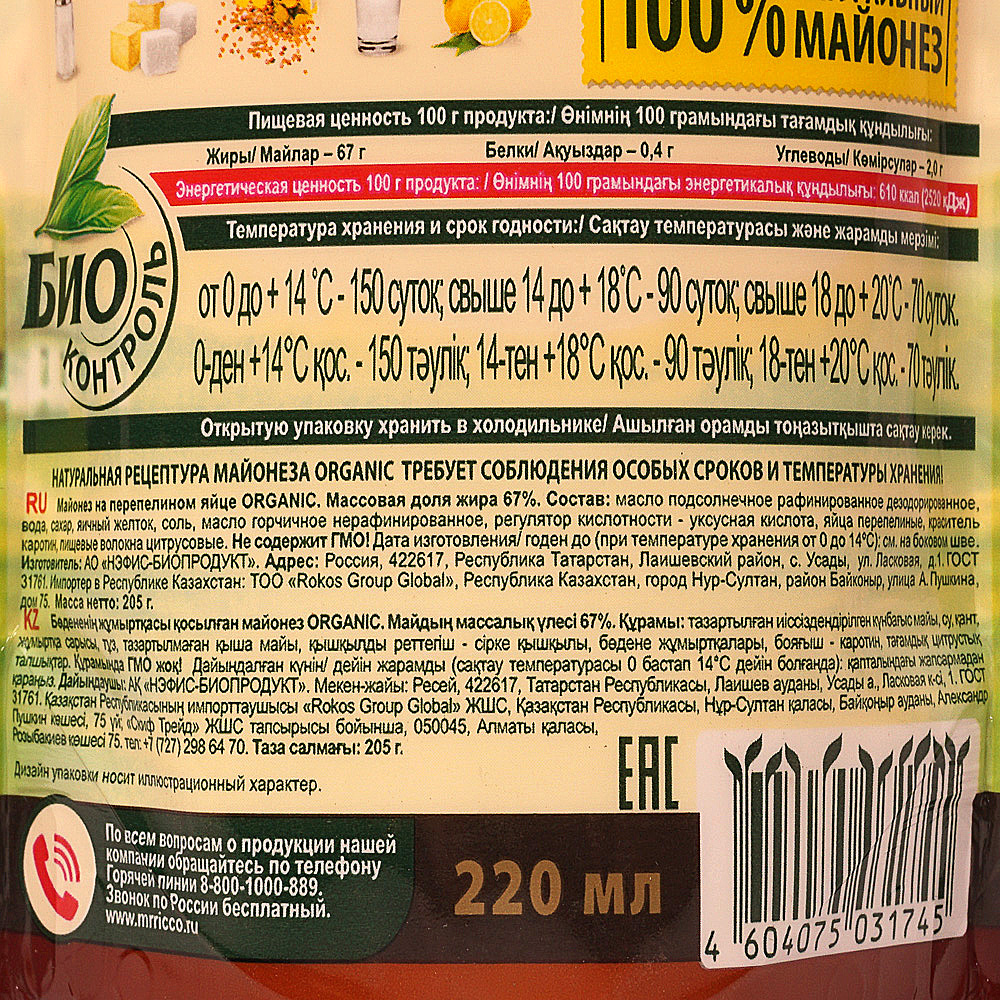 100% МАЙОНЕЗ
Пищевая ценность 100 г продукта:/ Өнімнің 100 грамындағы тағамдық құндылығы:
Жиры/ Майлар – 67 г Белки/ Ақуыздар – 0,4 г Углеводы/ Көмірсулар – 2,0 г
Энергетическая ценность 100 г продукта: / Өнімнің 100 грамындағы энергетикалық құндылығы: 610 ккал (2520 кДж)
Температура хранения и срок годности:/ Сақтау температурасы және жарамды мерзімі:
БИО
КОНТРОЛЬ
от 0 до + 14 °С - 150 суток; свыше 14 до + 18°С - 90 суток; свыше 18 до + 20°С - 70 суток.
0-ден +14°С қос. - 150 тәулік; 14-тен +18°С қос. - 90 тәулік; 18-тен +20°С қос. - 70 тәулік.
Открытую упаковку хранить в холодильнике/ Ашылған орамды тоңазытқышта сақтау керек.
НАТУРАЛЬНАЯ РЕЦЕПТУРА МАЙОНЕЗА ORGANIC ТРЕБУЕТ СОБЛЮДЕНИЯ ОСОБЫХ СРОКОВ И ТЕМПЕРАТУРЫ ХРАНЕНИЯ!
RU Майонез на перепелином яйце ORGANIC. Массовая доля жира 67%. Состав: масло подсолнечное рафинированное дезодорированное,
вода, сахар, яичный желток, соль, масло горчичное нерафинированное, регулятор кислотности - уксусная кислота, яйца перепелиные, краситель
каротин, пищевые волокна цитрусовые. Не содержит ГМО! Дата изготовления/ годен до (при температуре хранения от 0 до 14°С): см. на боковом шве.
Изготовитель: АО «НЭФИС-БИОПРОДУКТ». Адрес: Россия, 422617, Республика Татарстан, Лаишевский район, с. Усады, ул. Ласковая, д.1. ГОСТ
31761. Импортер в Республике Казахстан: ТОО «Rokos Group Global», Республика Казахстан, город Нур-Султан, район Байконыр, улица А. Пушкина,
дом 75. Масса нетто: 205 г.
KZ Бөдененің жұмыртқасы қосылған майонез ORGANIC. Майдың массалық үлесі 67%. Құрамы: тазартылған иіссіздендірілген күнбағыс майы, су, қант,
жұмыртқа сарысы, тұз, тазартылмаған қыша майы, қышқылды реттегіш - сірке қышқылы, бөдене жұмыртқалары, бояғыш - каротин, тағамдық цитрустық
талшықтар. Құрамында ГМО жоқ! Дайындалған күнін/ дейін жарамды (сақтау температурасы 0 бастап 14°С дейін болғанда): қапталындағы жапсармадан
қараңыз. Дайындаушы: АҚ «НЭФИС-БИОПРОДУКТ». Мекен-жайы: Ресей, 422617, Татарстан Республикасы, Лаишев ауданы, Усады а., Ласковая к-сі, 1. ГОСТ
31761. Қазақстан Республикасының импорттаушысы «Rokos Group Global» ЖШС, Қазақстан Республикасы, Нұр-Султан қаласы, Байқоңыр ауданы, Александр
Пушкин көшесі, 75 үй; «Скиф Трейд» ЖШС тапсырысы бойынша, 050045, Алматы қаласы,
Розыбакиев көшесі 75. тел: +7 (727) 298 64 70. Таза салмағы: 205 г.
Дизайн упаковки носит иллюстрационный характер.
EAC
По всем вопросам о продукции нашей
компании обращайтесь по телефону
Горячей линии 8-800-1000-889.
Звонок по России бесплатный.
www.mrricco.ru
220 мл
4 604075 031745